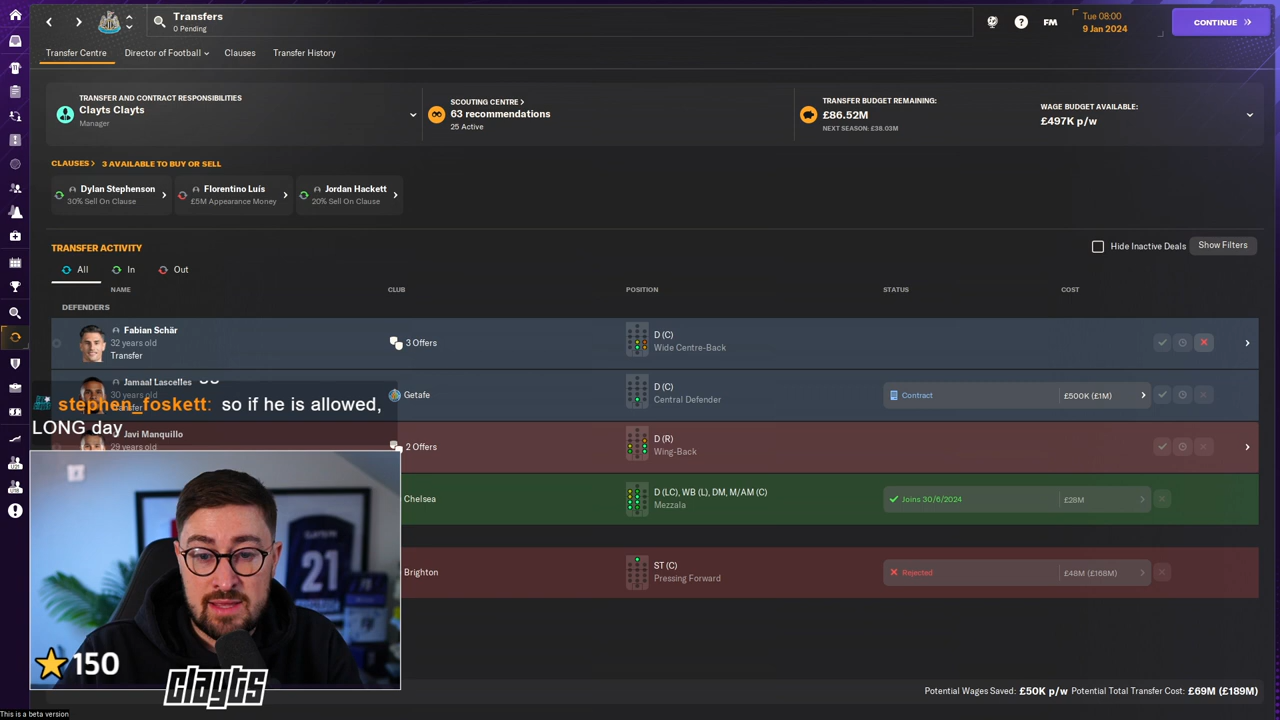 Transfers
0 Pending
FM
Tue 08:00
9 Jan 2024
CONTINUE
Transfer Centre
Director of Football
Clauses
Transfer History
TRANSFER AND CONTRACT RESPONSIBILITIES
Clayts Clayts
Manager
SCOUTING CENTRE >
63 recommendations
25 Active
TRANSFER BUDGET REMAINING:
£86.52M
NEXT SEASON: £38.03M
WAGE BUDGET AVAILABLE:
£497K p/w
CLAUSES > 3 AVAILABLE TO BUY OR SELL
Dylan Stephenson
30% Sell On Clause
Florentino Luís
£5M Appearance Money
Jordan Hackett
20% Sell On Clause
TRANSFER ACTIVITY
Hide Inactive Deals
Show Filters
All
In
Out
NAME
CLUB
POSITION
STATUS
COST
DEFENDERS
Fabian Schär
32 years old
Transfer
3 Offers
D (C)
Wide Centre-Back
Jamaal Lascelles
30 years old
Getafe
D (C)
Central Defender
Contract
£500K (£1M)
stephen_foskett: so if he is allowed,
LONG day
Javi Manquillo
29 years old
2 Offers
D (R)
Wing-Back
Chelsea
D (LC), WB (L), DM, M/AM (C)
Mezzala
Joins 30/6/2024
£28M
Brighton
ST (C)
Pressing Forward
Rejected
£48M (£168M)
21
150
clayts
Potential Wages Saved: £50K p/w Potential Total Transfer Cost: £69M (£189M)
This is a beta version